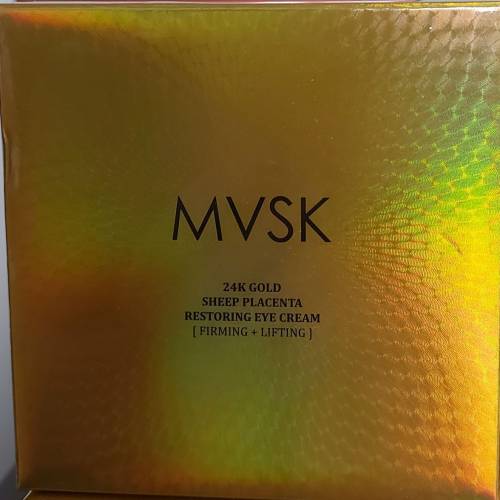 MVSK
24K GOLD
SHEEP PLACENTA
RESTORING EYE CREAM
[ FIRMING + LIFTING ]